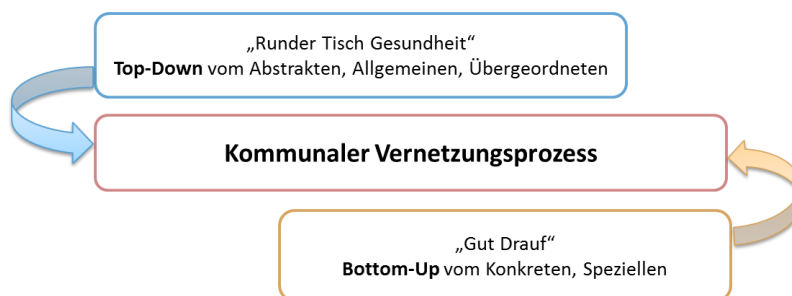 „Runder Tisch Gesundheit“
Top-Down vom Abstrakten, Allgemeinen, Übergeordneten
Kommunaler Vernetzungsprozess
„Gut Drauf“
Bottom-Up vom Konkreten, Speziellen